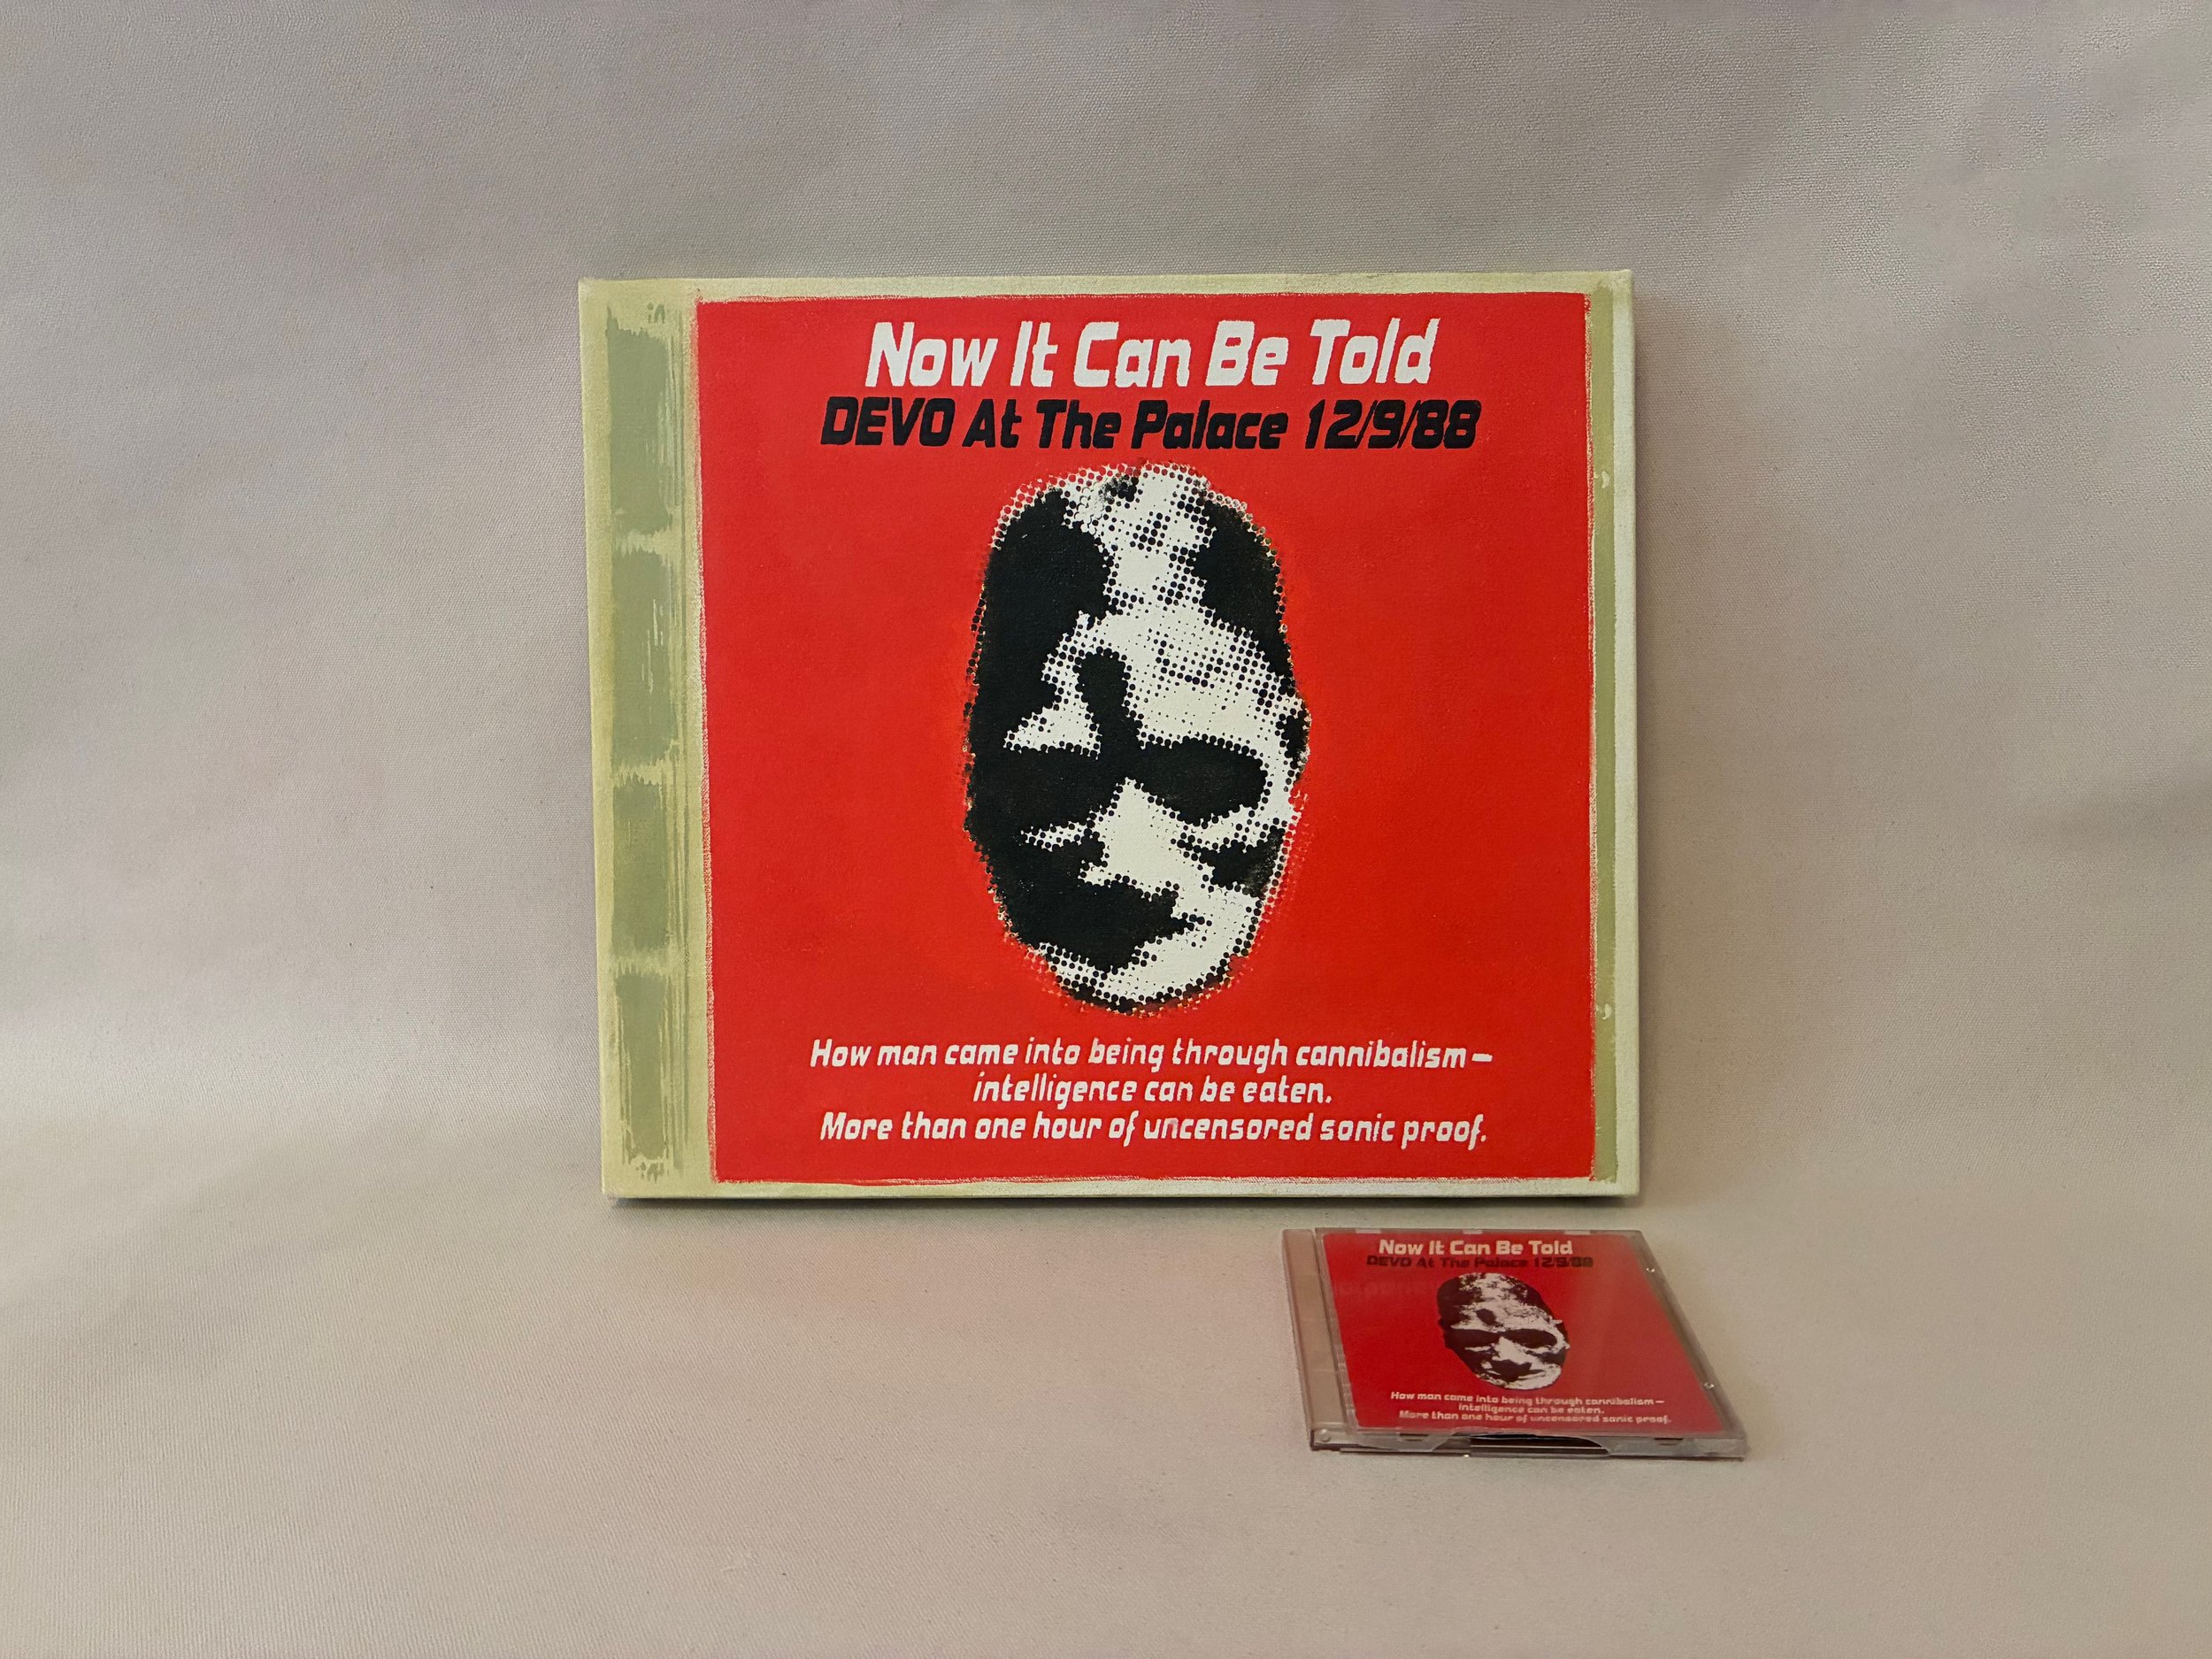 Now It Can Be Told
DEVO At The Palace 12/9/88
How man came into being through cannibalism—
intelligence can be eaten.
More than one hour of uncensored sonic proof.
Now It Can Be Told
DEVO At The Palace 12/9/88
How man came into being through cannibalism—
intelligence can be eaten.
More than one hour of uncensored sonic proof.